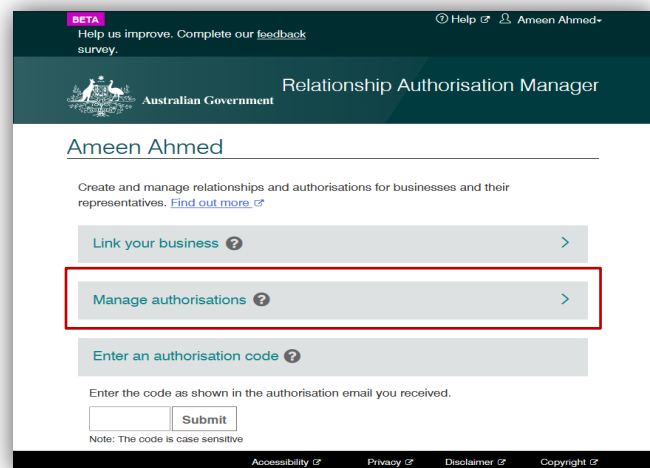 BETA
Help Ameen Ahmed
Help us improve. Complete our feedback
survey.
Australian Government
Relationship Authorisation Manager
Ameen Ahmed
Create and manage relationships and authorisations for businesses and their
representatives. Find out more
Link your business ?
Manage authorisations ?
Enter an authorisation code ?
Enter the code as shown in the authorisation email you received.
Submit
Note: The code is case sensitive
Accessibility Privacy Disclaimer Copyright